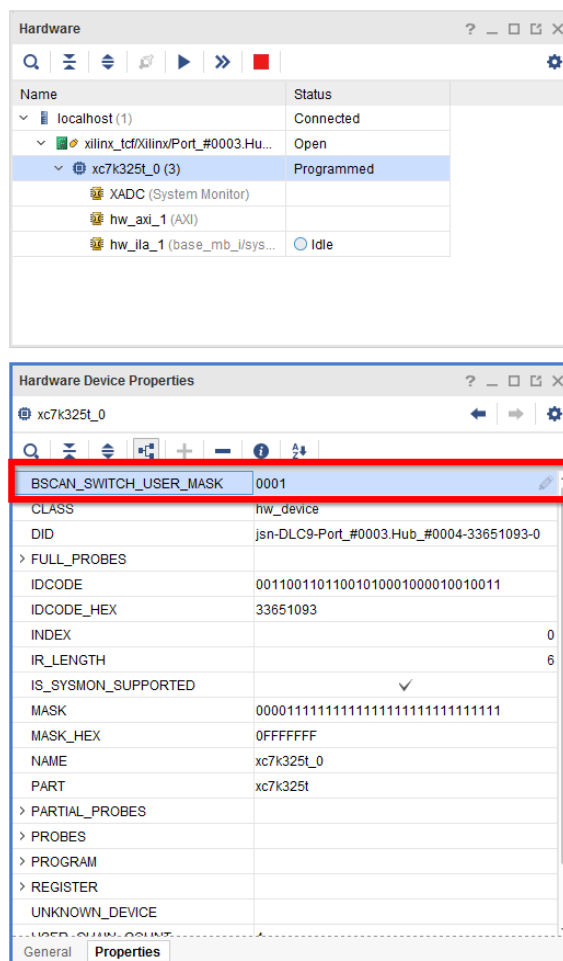 Hardware
Name Status
localhost (1) Connected
xilinx_tcf/Xilinx/Port_#0003.Hu... Open
xc7k325t_0 (3) Programmed
XADC (System Monitor)
hw_axi_1 (AXI)
hw_ila_1 (base_mb_i/sys... Idle
Hardware Device Properties
xc7k325t_0
BSCAN_SWITCH_USER_MASK 0001
CLASS hw_device
DID jsn-DLC9-Port_#0003.Hub_#0004-33651093-0
FULL_PROBES
IDCODE 00110011011001010001000010010011
IDCODE_HEX 33651093
INDEX 0
IR_LENGTH 6
IS_SYSMON_SUPPORTED ✓
MASK 00001111111111111111111111111111
MASK_HEX 0FFFFFFF
NAME xc7k325t_0
PART xc7k325t
PARTIAL_PROBES
PROBES
PROGRAM
REGISTER
UNKNOWN_DEVICE
General Properties